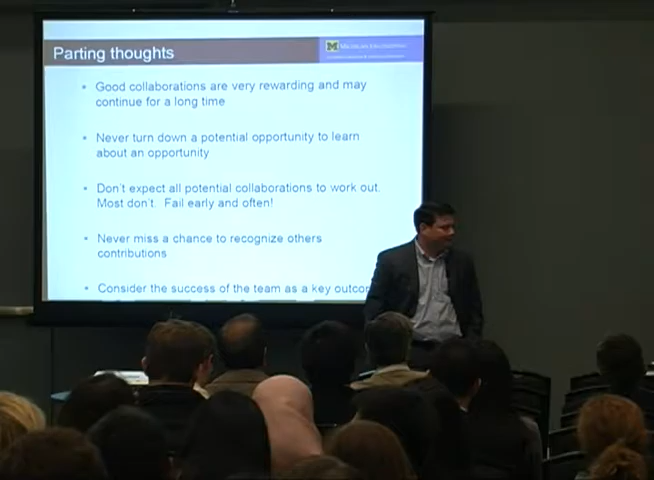 Parting thoughts
M MICHIGAN ENGINEERING
• Good collaborations are very rewarding and may
continue for a long time
• Never turn down a potential opportunity to learn
about an opportunity
• Don't expect all potential collaborations to work out.
Most don't. Fail early and often!
• Never miss a chance to recognize others
contributions
• Consider the success of the team as a key